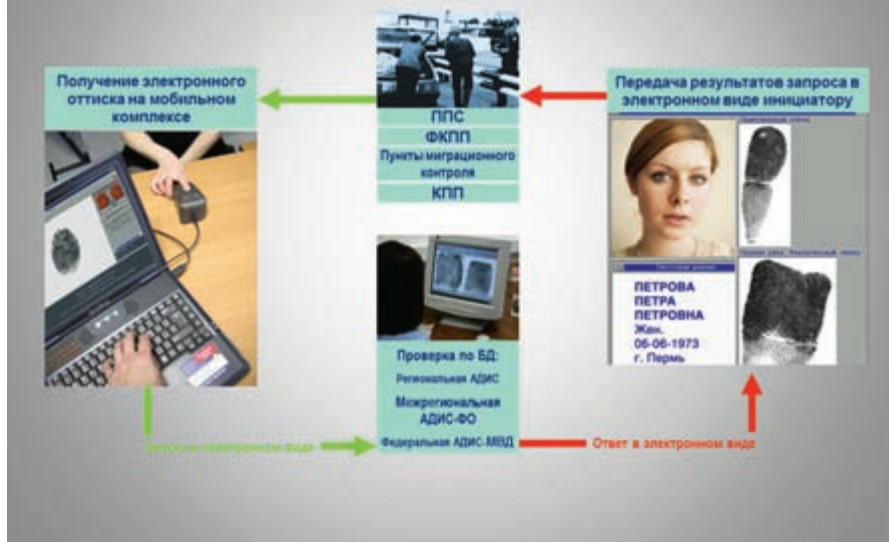 Получение электронного
оттиска на мобильном
комплексе
ППС
ФКПП
Пункты миграционного
контроля
КПП
Передача результатов запроса в
электронном виде инициатору
ПЕТРОВА
ПЕТРА
ПЕТРОВНА
Жен.
06-06-1973
г. Пермь
Проверка по БД:
Региональная АДИС
Межрегиональная
АДИС-ФО
Федеральная АДИС-МВД
Запрос в электронном виде
Ответ в электронном виде